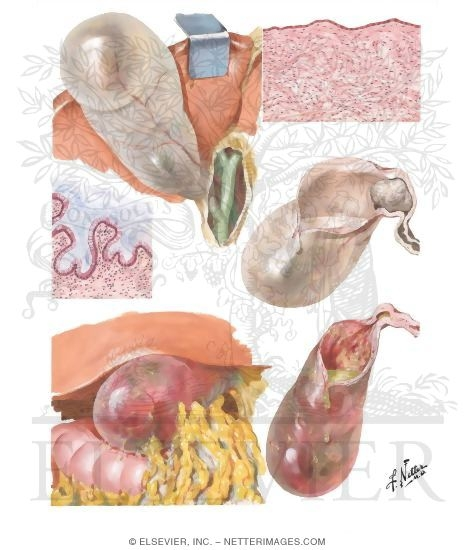 ELSEVIER
F. Netter
M.D.
© ELSEVIER, INC. – NETTERIMAGES.COM